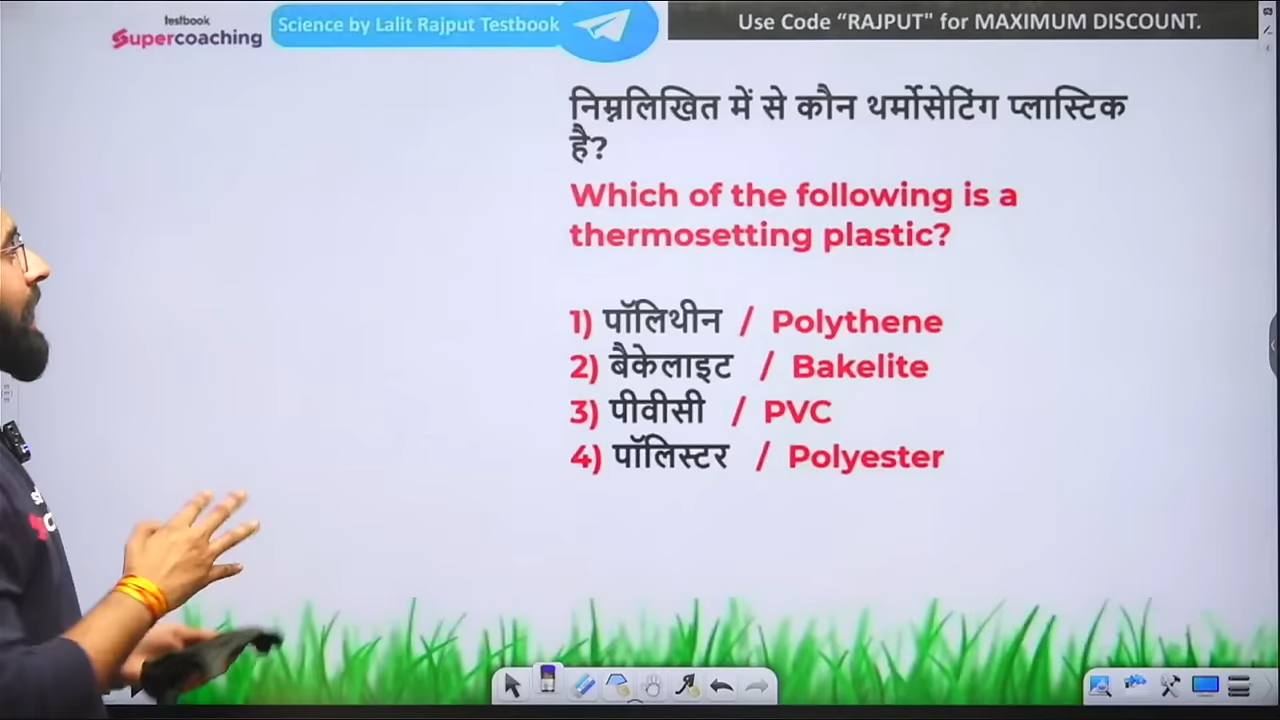 testbook
Supercoaching
Science by Lalit Rajput Testbook
Use Code “RAJPUT" for MAXIMUM DISCOUNT.
निम्नलिखित में से कौन थर्मोसेटिंग प्लास्टिक
है?
Which of the following is a
thermosetting plastic?
1) पॉलिथीन / Polythene
2) बैकेलाइट / Bakelite
3) पीवीसी / PVC
4) पॉलिस्टर / Polyester